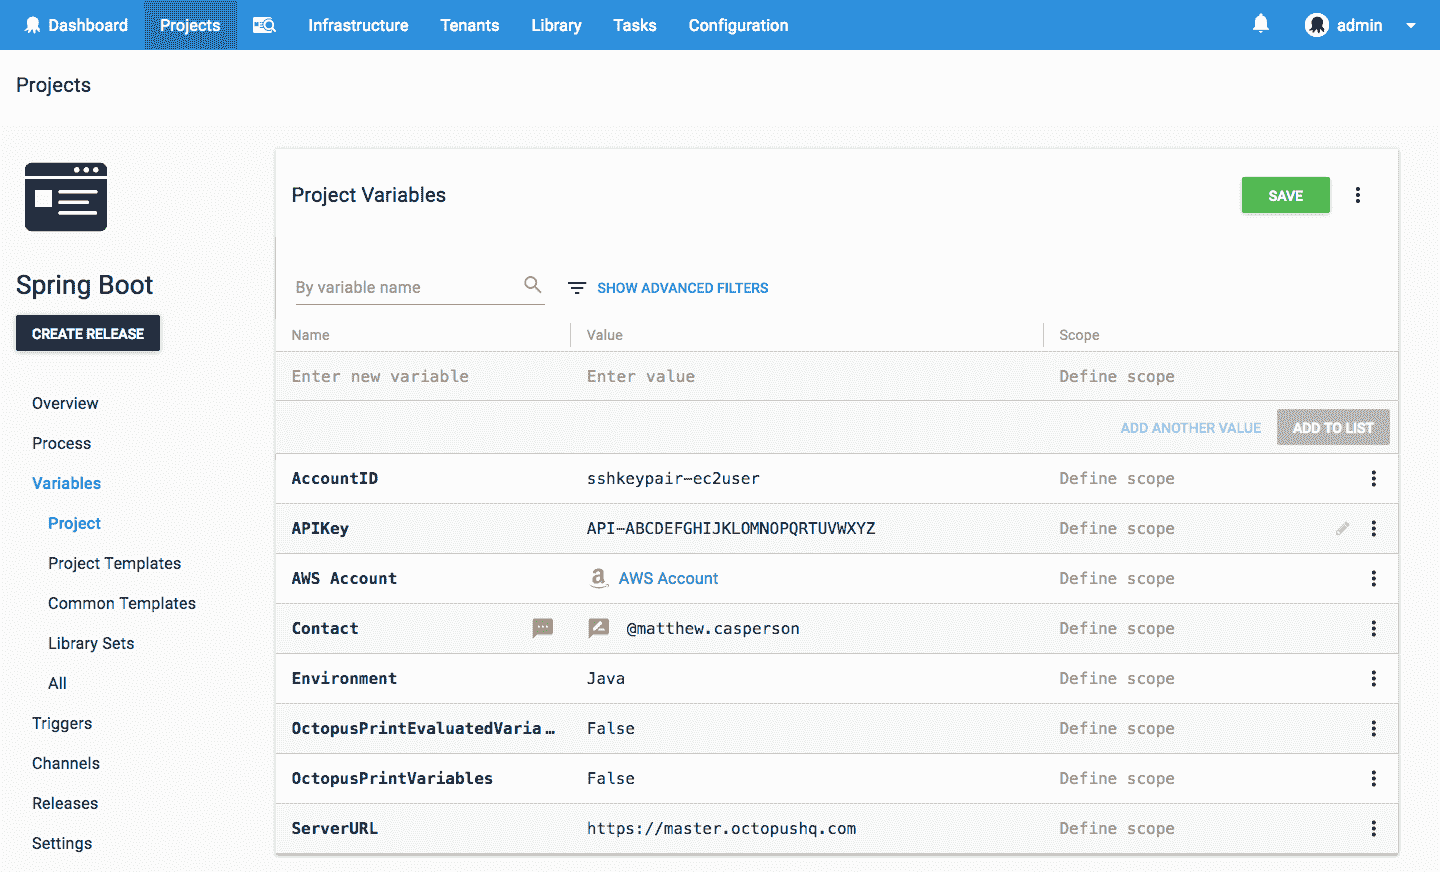 Dashboard Projects Infrastructure Tenants Library Tasks Configuration admin
Projects
Spring Boot
CREATE RELEASE
Overview
Process
Variables
Project
Project Templates
Common Templates
Library Sets
All
Triggers
Channels
Releases
Settings
Project Variables
SAVE
By variable name
SHOW ADVANCED FILTERS
Name Value Scope
Enter new variable Enter value Define scope
ADD ANOTHER VALUE ADD TO LIST
AccountID sshkeypair-ec2user Define scope
APIKey API-ABCDEFGHIJKLOMNOPQRTUVWXYZ Define scope
AWS Account AWS Account Define scope
Contact @matthew.casperson Define scope
Environment Java Define scope
OctopusPrintEvaluatedVaria… False Define scope
OctopusPrintVariables False Define scope
ServerURL https://master.octopushq.com Define scope